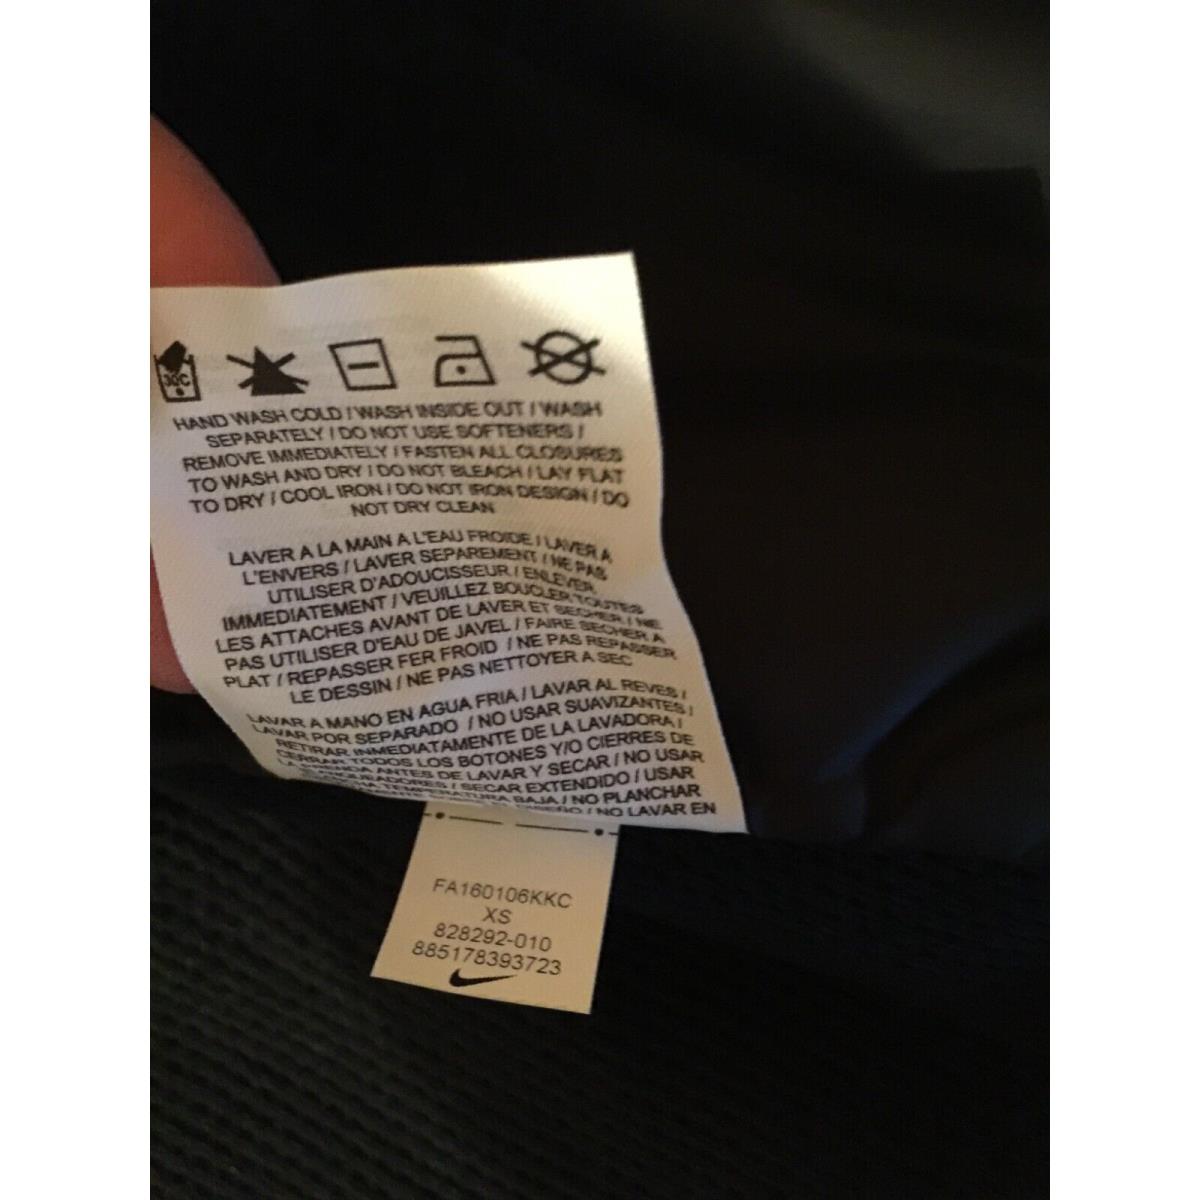 30C
HAND WASH COLD / WASH INSIDE OUT / WASH
SEPARATELY / DO NOT USE SOFTENERS /
REMOVE IMMEDIATELY / FASTEN ALL CLOSURES
TO WASH AND DRY / DO NOT BLEACH / LAY FLAT
TO DRY / COOL IRON / DO NOT IRON DESIGN / DO
NOT DRY CLEAN
LAVER A LA MAIN A L'EAU FROIDE / LAVER A
L'ENVERS / LAVER SEPAREMENT / NE PAS
UTILISER D'ADOUCISSEUR / ENLEVER
IMMEDIATEMENT / VEUILLEZ BOUCLER TOUTES
LES ATTACHES AVANT DE LAVER ET SECHER / NE
PAS UTILISER D'EAU DE JAVEL / FAIRE SECHER A
PLAT / REPASSER FER FROID / NE PAS REPASSER
LE DESSIN / NE PAS NETTOYER A SEC
LAVAR A MANO EN AGUA FRIA / LAVAR AL REVES /
LAVAR POR SEPARADO / NO USAR SUAVIZANTES /
RETIRAR INMEDIATAMENTE DE LA LAVADORA /
CERRAR TODOS LOS BOTONES Y/O CIERRES DE
LA PRENDA ANTES DE LAVAR Y SECAR / NO USAR
BLANQUEADORES / SECAR EXTENDIDO / USAR
TEMPERATURA BAJA / NO PLANCHAR
DISEÑO / NO LAVAR EN
FA160106KKC
XS
828292-010
885178393723